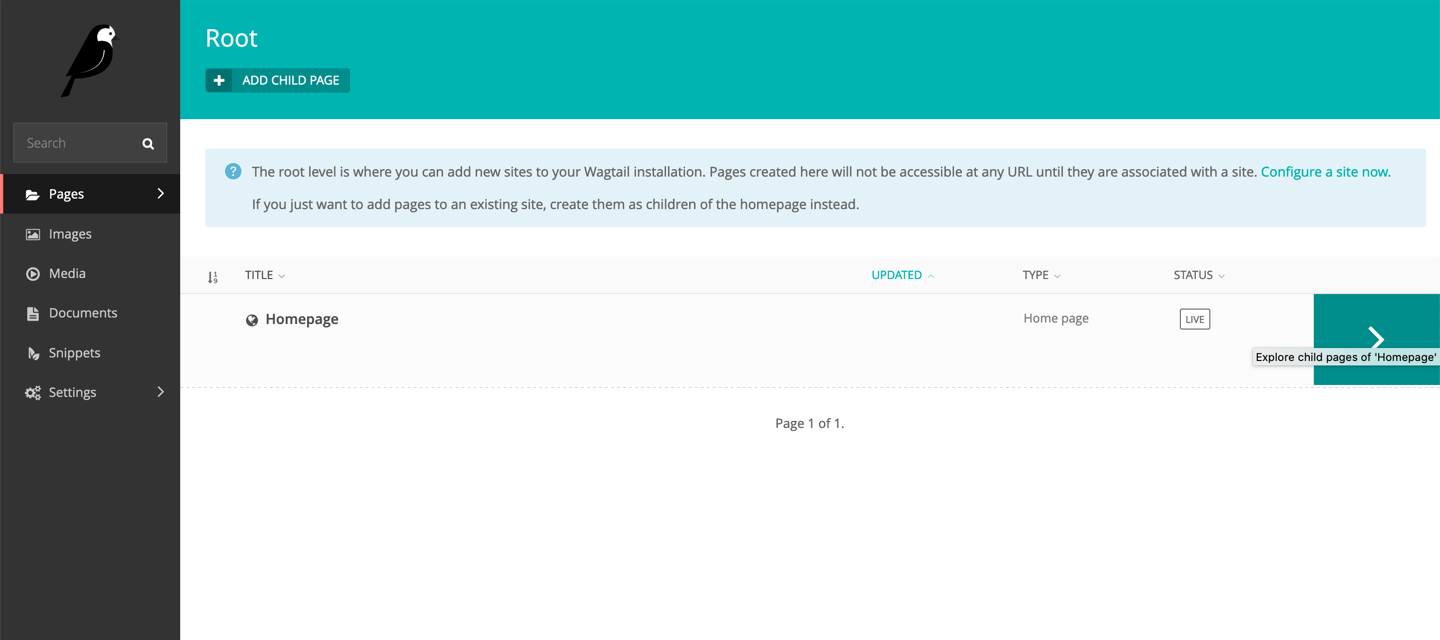 Root
ADD CHILD PAGE
Search
Pages
Images
Media
Documents
Snippets
Settings
The root level is where you can add new sites to your Wagtail installation. Pages created here will not be accessible at any URL until they are associated with a site. Configure a site now.
If you just want to add pages to an existing site, create them as children of the homepage instead.
TITLE UPDATED TYPE STATUS
Homepage Home page LIVE
Explore child pages of 'Homepage'
Page 1 of 1.